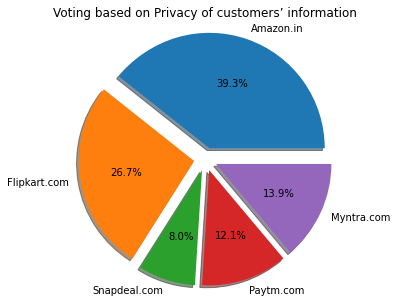 Voting based on Privacy of customers’ information
Amazon.in
39.3%
Flipkart.com
26.7%
Snapdeal.com
8.0%
Paytm.com
12.1%
Myntra.com
13.9%